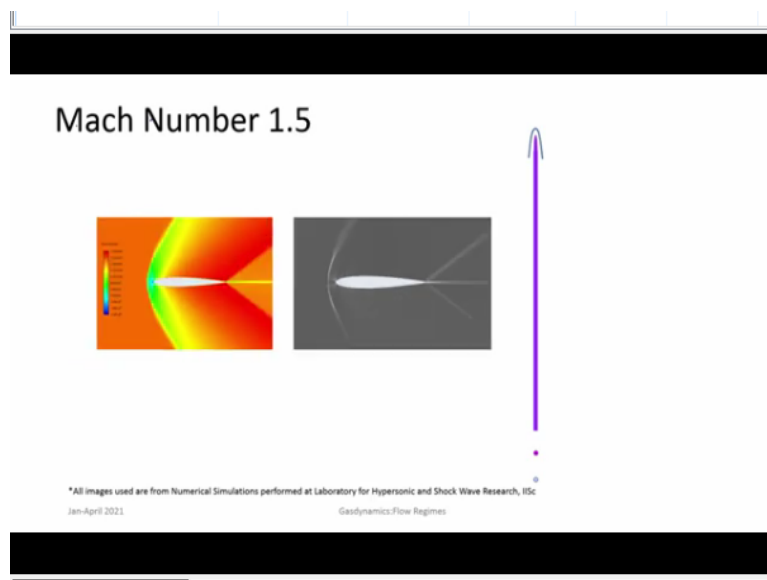 Mach Number 1.5
*All images used are from Numerical Simulations performed at Laboratory for Hypersonic and Shock Wave Research, IISc
Jan-April 2021
Gasdynamics:Flow Regimes